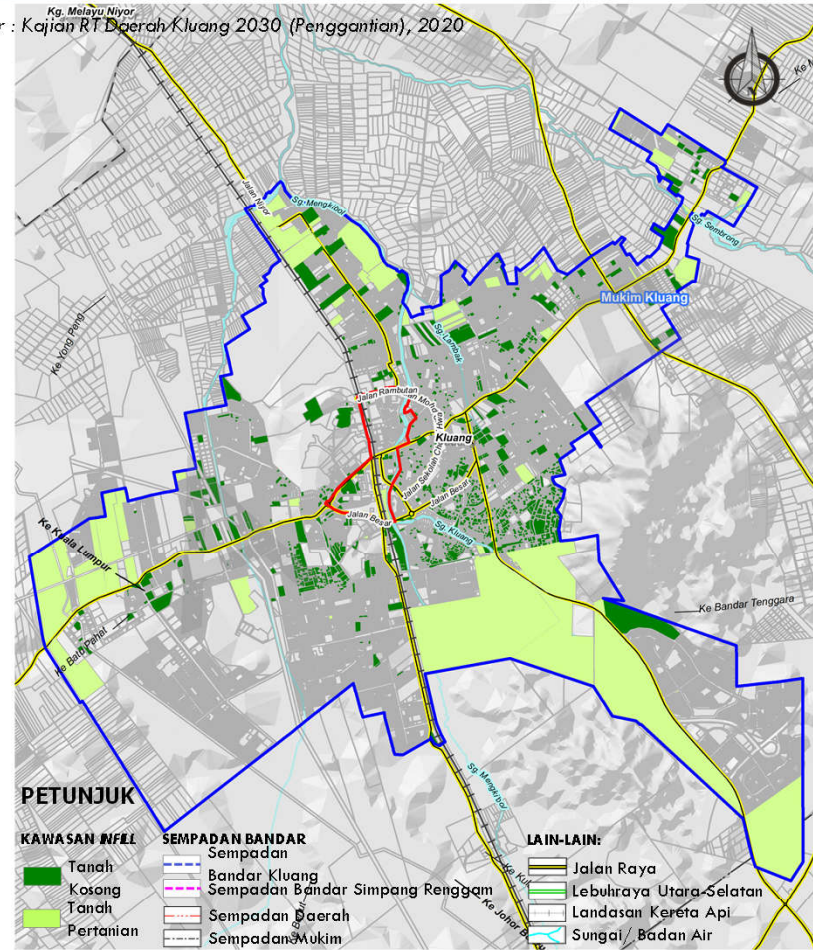 Kg. Melayu Niyor
r : Kajian RT Daerah Kluang 2030 (Penggantian), 2020
Jalan Niyor
Sg. Mengkibol
Sg. Sembrong
Mukim Kluang
Ke Yong Peng
Sg. Lambak
Jalan Rambutan
Kluang
Jalan Besar
Jalan Besar
Sg. Kluang
Ke Kuala Lumpur
Ke Bandar Tenggara
Ke Batu Pahat
Sg. Mengkibol
PETUNJUK
KAWASAN INFILL
Tanah
Kosong
Tanah
Pertanian
SEMPADAN BANDAR
Sempadan
Bandar Kluang
Sempadan Bandar Simpang Renggam
Sempadan Daerah
Sempadan Mukim
LAIN-LAIN:
Jalan Raya
Lebuhraya Utara-Selatan
Landasan Kereta Api
Sungai/ Badan Air